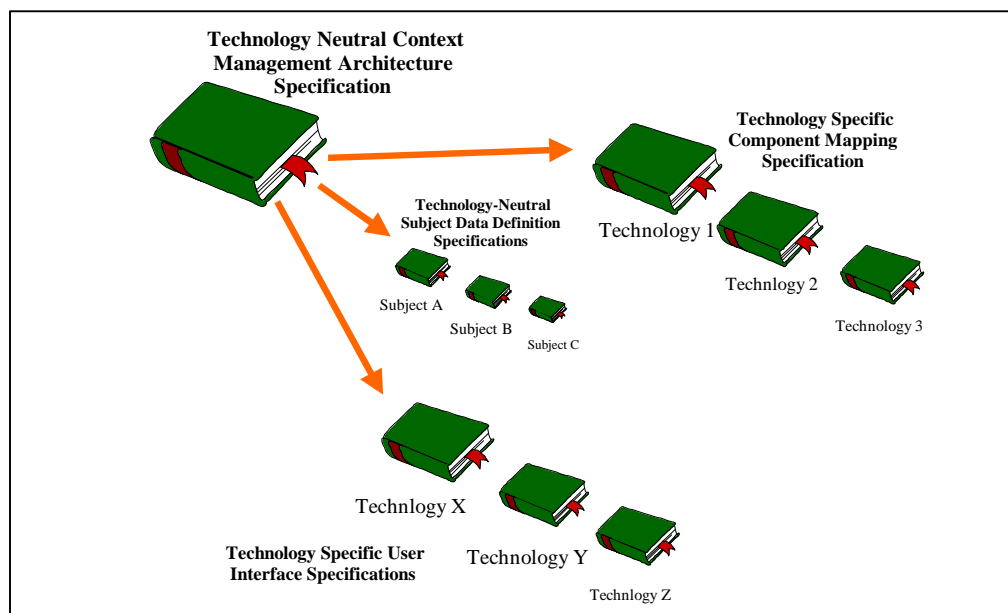 Technology Neutral Context
Management Architecture
Specification
Technology Specific
Component Mapping
Specification
Technology 1
Technlogy 2
Technology 3
Technology-Neutral
Subject Data Definition
Specifications
Subject A
Subject B
Subject C
Technlogy X
Technology Y
Technlogy Z
Technology Specific User
Interface Specifications